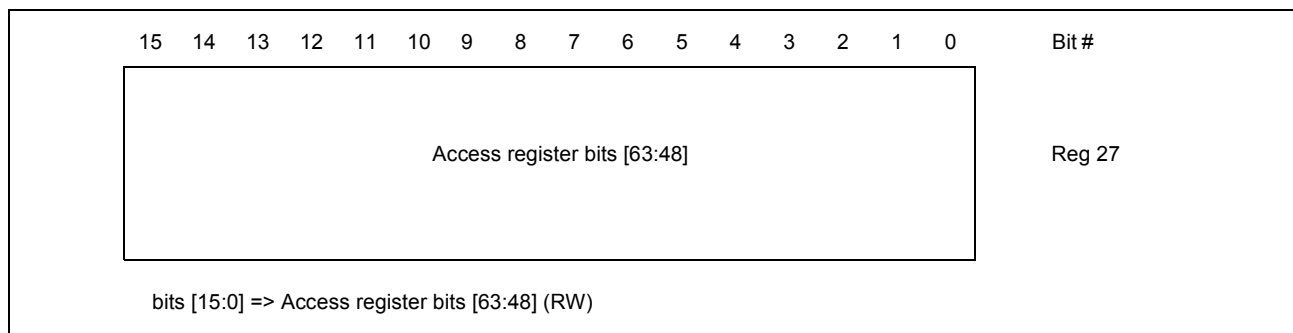 15 14 13 12 11 10 9 8 7 6 5 4 3 2 1 0 Bit #
Access register bits [63:48] Reg 27
bits [15:0] => Access register bits [63:48] (RW)